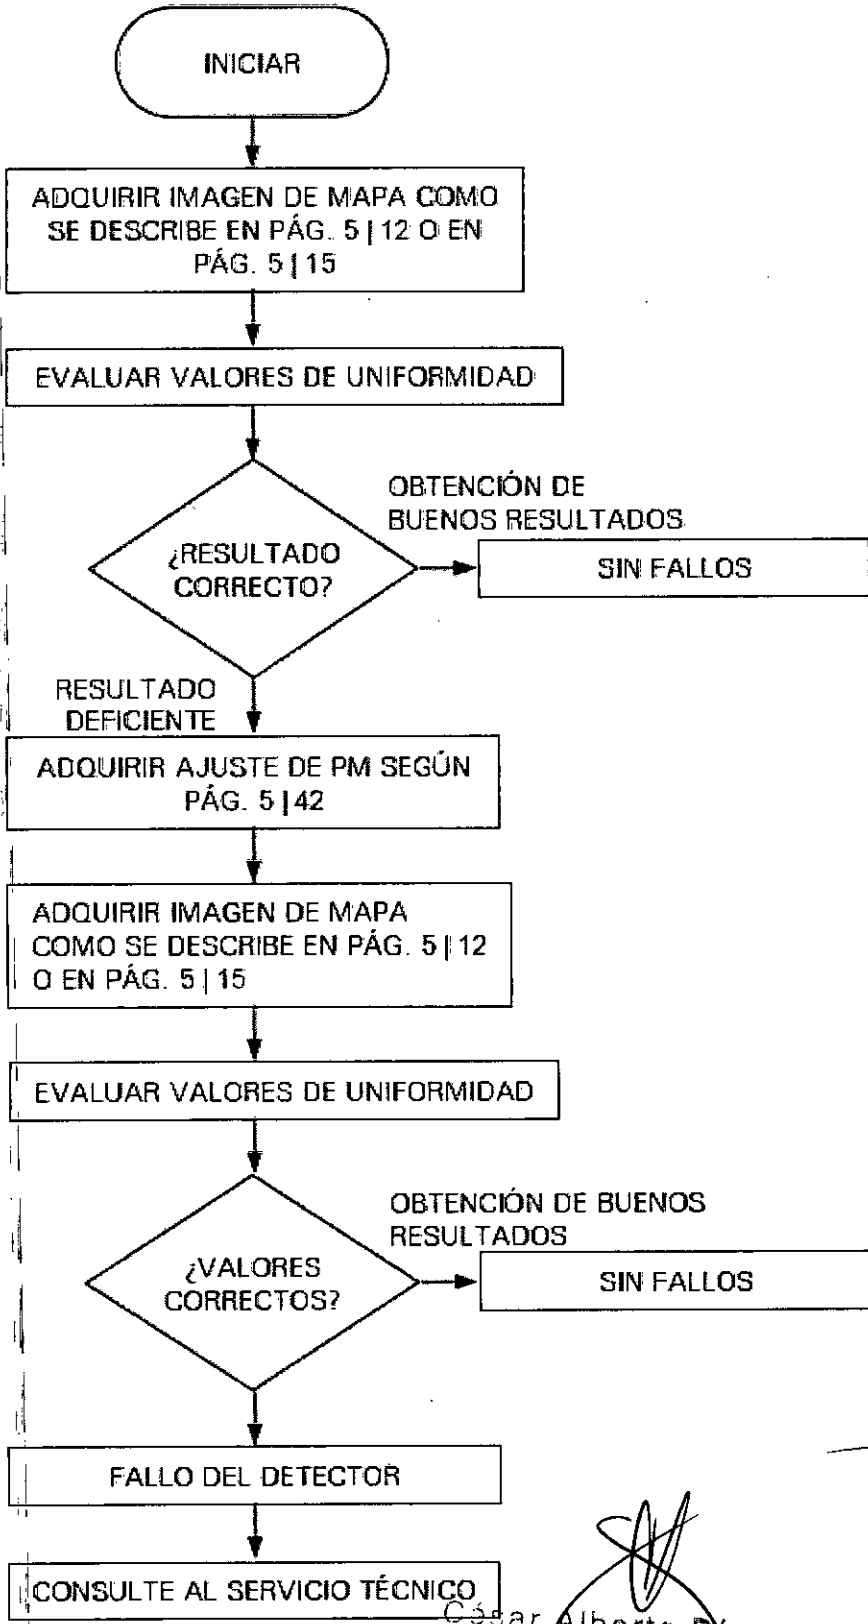 INICIAR
ADQUIRIR IMAGEN DE MAPA COMO
SE DESCRIBE EN PÁG. 5 | 12 O EN
PÁG. 5 | 15
EVALUAR VALORES DE UNIFORMIDAD
¿RESULTADO
CORRECTO?
OBTENCIÓN DE
BUENOS RESULTADOS
SIN FALLOS
RESULTADO
DEFICIENTE
ADQUIRIR AJUSTE DE PM SEGÚN
PÁG. 5 | 42
ADQUIRIR IMAGEN DE MAPA
COMO SE DESCRIBE EN PÁG. 5 | 12
O EN PÁG. 5 | 15
EVALUAR VALORES DE UNIFORMIDAD
¿VALORES
CORRECTOS?
OBTENCIÓN DE BUENOS
RESULTADOS
SIN FALLOS
FALLO DEL DETECTOR
CONSULTE AL SERVICIO TÉCNICO
César Alberto